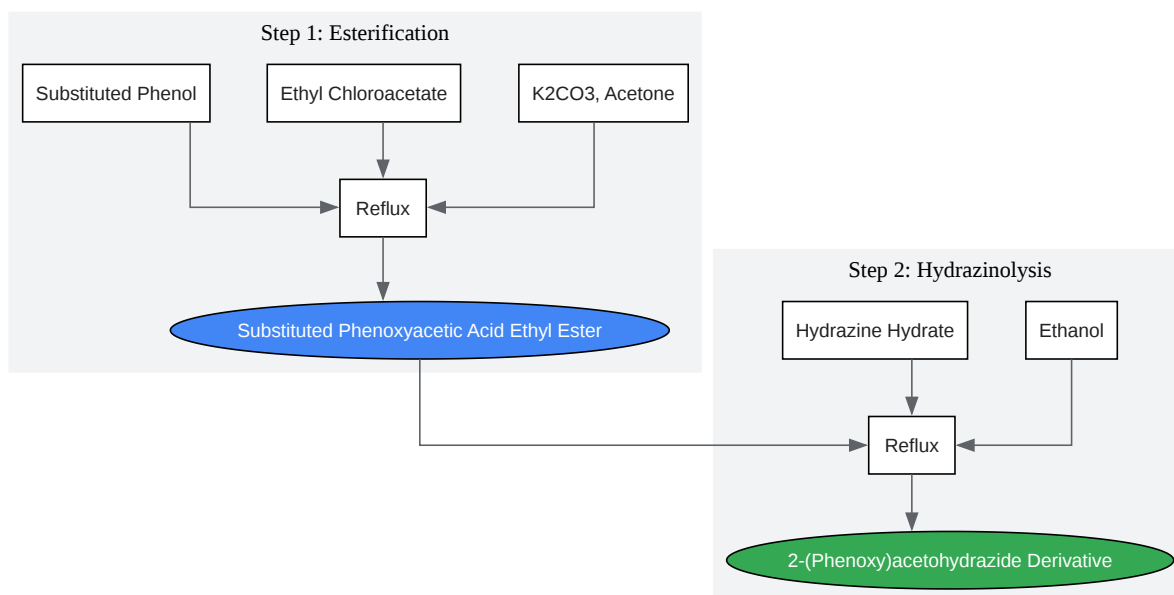 Step 1: Esterification
Substituted Phenol
Ethyl Chloroacetate
K2CO3, Acetone
Reflux
Substituted Phenoxyacetic Acid Ethyl Ester
Step 2: Hydrazinolysis
Hydrazine Hydrate
Ethanol
Reflux
2-(Phenoxy)acetohydrazide Derivative